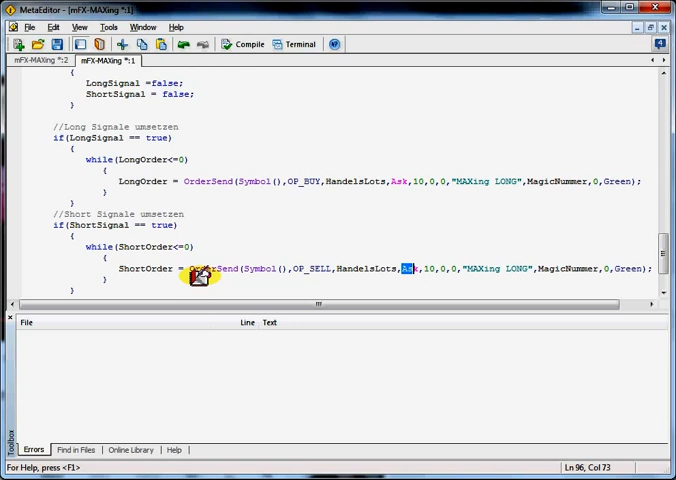 MetaEditor - [mFX-MAXing *:1]
File Edit View Tools Window Help
Compile Terminal 4
mFX-MAXing *:2 mFX-MAXing *:1
{
LongSignal =false;
ShortSignal = false;
}
//Long Signale umsetzen
if(LongSignal == true)
{
while(LongOrder<=0)
{
LongOrder = OrderSend(Symbol(),OP_BUY,HandelsLots,Ask,10,0,0,"MAXing LONG",MagicNummer,0,Green);
}
}
//Short Signale umsetzen
if(ShortSignal == true)
{
while(ShortOrder<=0)
{
ShortOrder = OrderSend(Symbol(),OP_SELL,HandelsLots,Ask,10,0,0,"MAXing LONG",MagicNummer,0,Green);
}
}
File Line Text
Toolbox
Errors Find in Files Online Library Help
For Help, press <F1> Ln 96, Col 73